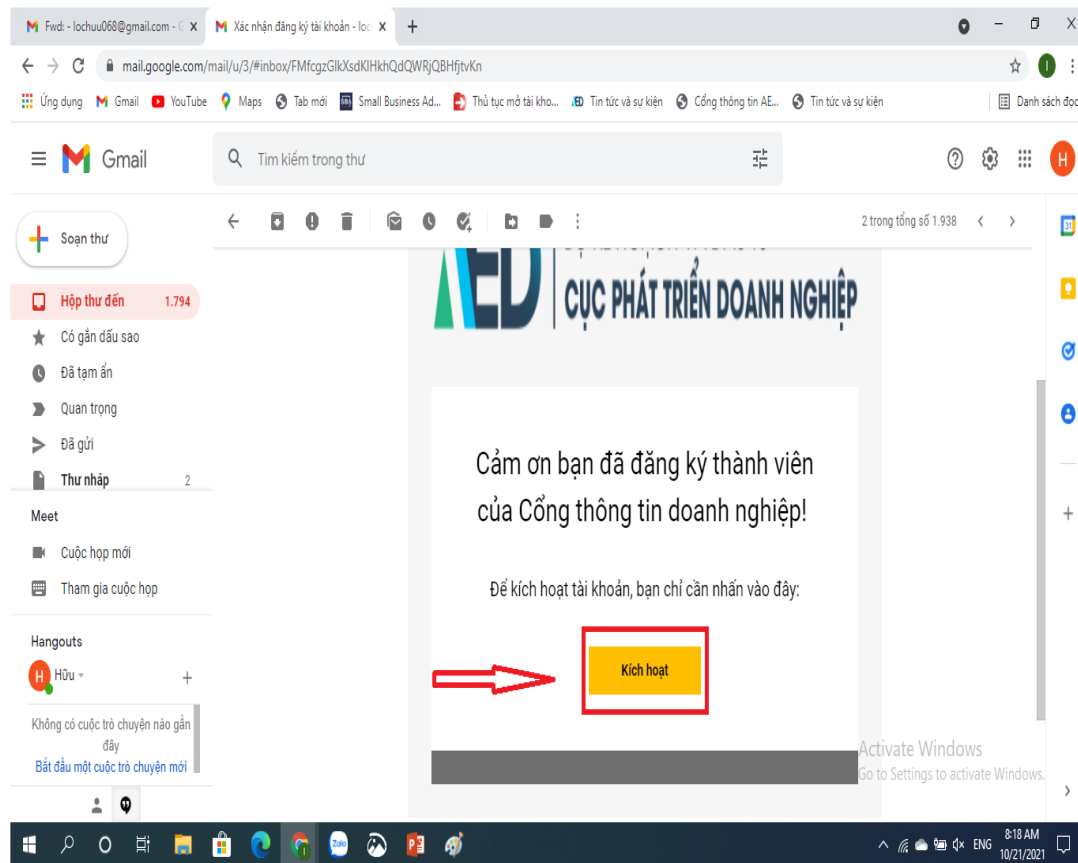 Fwd: - lochuu068@gmail.com - G
Xác nhận đăng ký tài khoản - loc
mail.google.com/mail/u/3/#inbox/FMfcgzGlkXsdKlHkhQdQWRjQBHfjtvKn
Ứng dụng Gmail YouTube Maps Tab mới Small Business Ad... Thủ tục mở tài kho... Tin tức và sự kiện Cổng thông tin AE... Tin tức và sự kiện Danh sách đọc
Gmail
Tìm kiếm trong thư
H
Soạn thư
2 trong tổng số 1.938
31
Hộp thư đến 1.794
Có gắn dấu sao
Đã tạm ẩn
Quan trọng
Đã gửi
Thư nháp 2
Meet
Cuộc họp mới
Tham gia cuộc họp
Hangouts
H Hữu
Không có cuộc trò chuyện nào gần
đây
Bắt đầu một cuộc trò chuyện mới
AED
CỤC PHÁT TRIỂN DOANH NGHIỆP
Cảm ơn bạn đã đăng ký thành viên
của Cổng thông tin doanh nghiệp!
Để kích hoạt tài khoản, bạn chỉ cần nhấn vào đây:
Kích hoạt
Activate Windows
Go to Settings to activate Windows.
Zalo
ENG
8:18 AM
10/21/2021